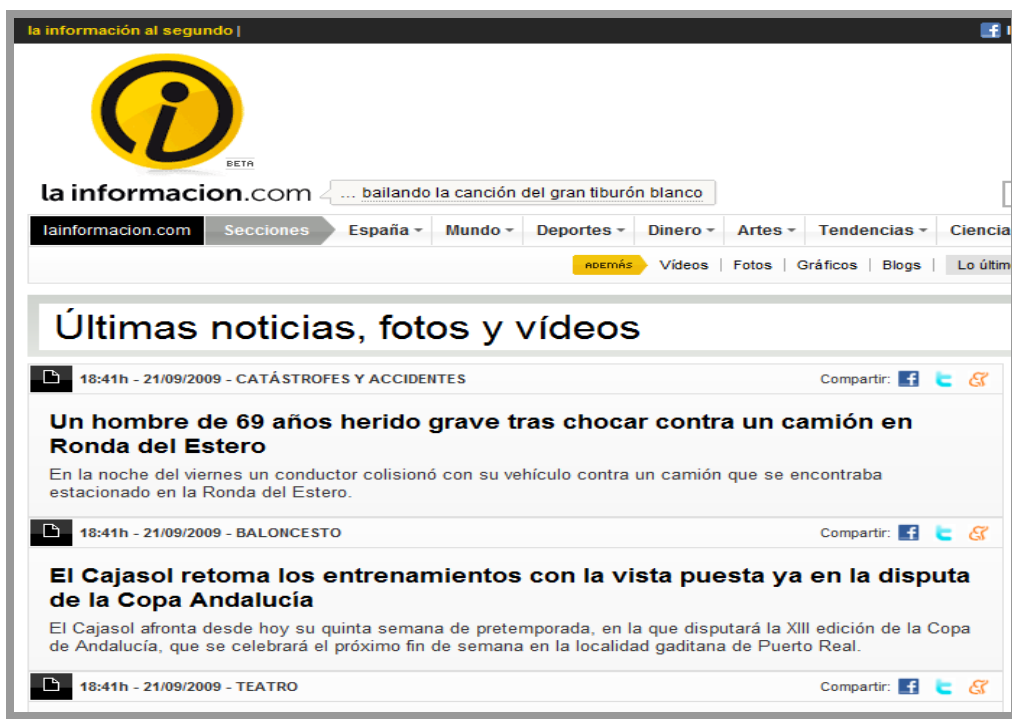 la información al segundo |
BETA
la informacion.com
... bailando la canción del gran tiburón blanco
lainformacion.com Secciones España Mundo Deportes Dinero Artes Tendencias Ciencia
ADEMÁS Vídeos | Fotos | Gráficos | Blogs | Lo últim
Últimas noticias, fotos y vídeos
18:41h - 21/09/2009 - CATÁSTROFES Y ACCIDENTES Compartir:
Un hombre de 69 años herido grave tras chocar contra un camión en
Ronda del Estero
En la noche del viernes un conductor colisionó con su vehículo contra un camión que se encontraba
estacionado en la Ronda del Estero.
18:41h - 21/09/2009 - BALONCESTO Compartir:
El Cajasol retoma los entrenamientos con la vista puesta ya en la disputa
de la Copa Andalucía
El Cajasol afronta desde hoy su quinta semana de pretemporada, en la que disputará la XIII edición de la Copa
de Andalucía, que se celebrará el próximo fin de semana en la localidad gaditana de Puerto Real.
18:41h - 21/09/2009 - TEATRO Compartir: